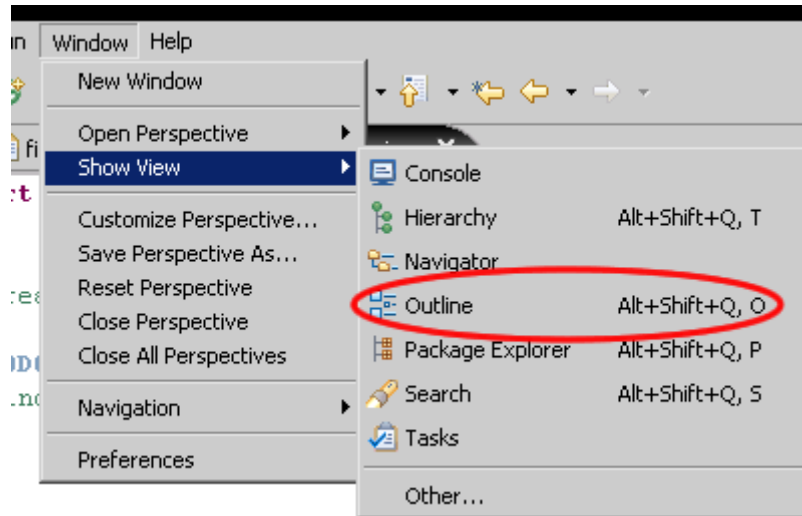 Window Help
New Window
Open Perspective
fi
Show View
Console
Customize Perspective...
Hierarchy Alt+Shift+Q, T
Save Perspective As...
Navigator
Reset Perspective
Outline Alt+Shift+Q, O
Close Perspective
Close All Perspectives
Package Explorer Alt+Shift+Q, P
Search Alt+Shift+Q, S
Navigation
Tasks
Preferences
Other...